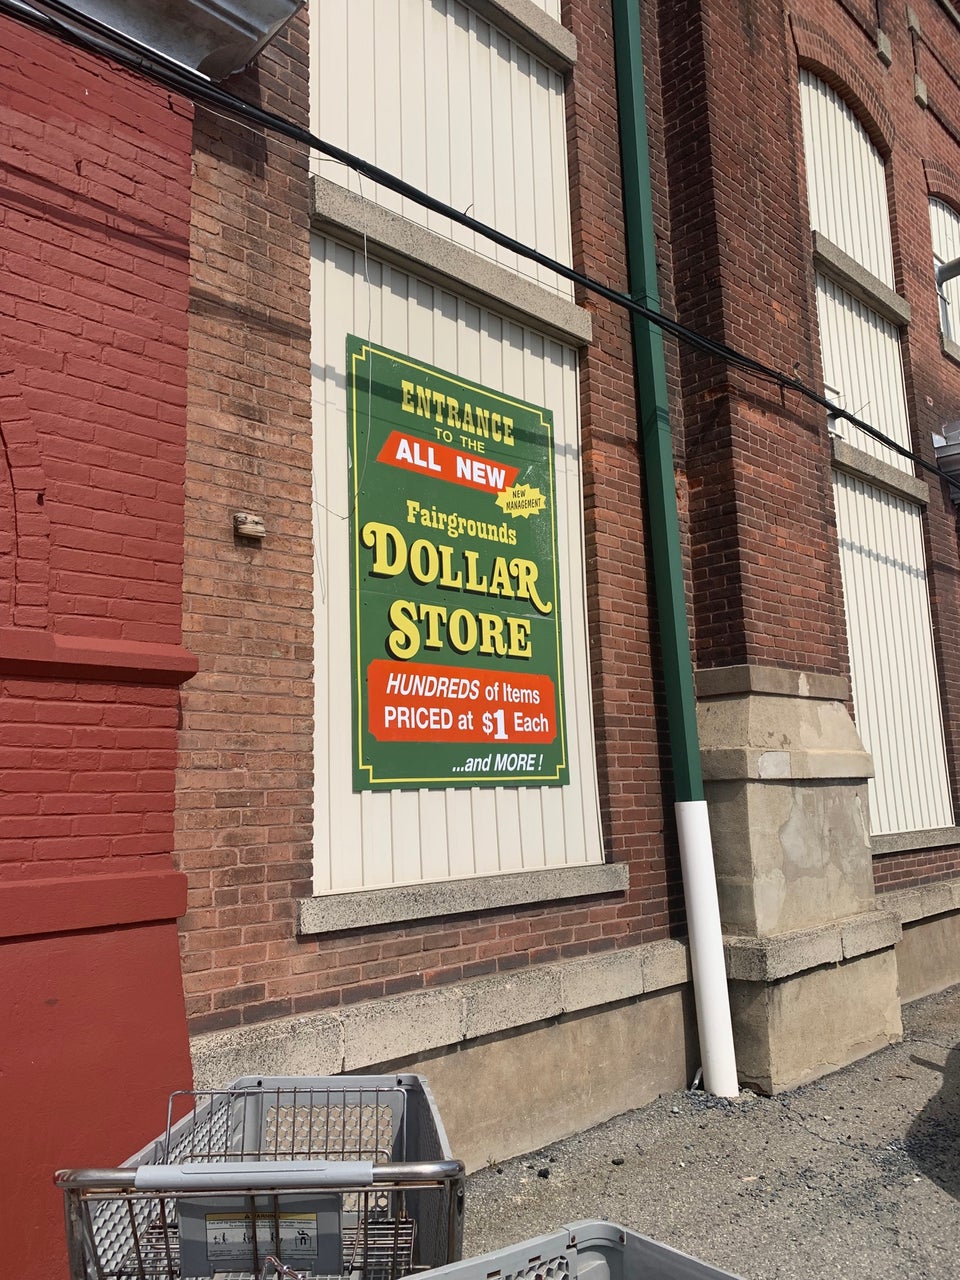 ENTRANCE
TO THE
ALL NEW
NEW
MANAGEMENT
Fairgrounds
DOLLAR
STORE
HUNDREDS of Items
PRICED at $1 Each
...and MORE!
WARNING